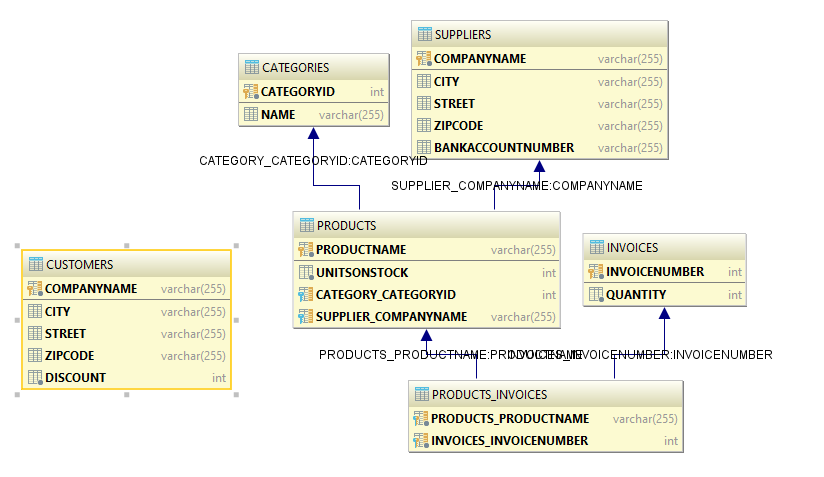 SUPPLIERS
COMPANYNAME varchar(255)
CITY varchar(255)
STREET varchar(255)
ZIPCODE varchar(255)
BANKACCOUNTNUMBER varchar(255)
CATEGORIES
CATEGORYID int
NAME varchar(255)
CATEGORY_CATEGORYID:CATEGORYID
SUPPLIER_COMPANYNAME:COMPANYNAME
PRODUCTS
PRODUCTNAME varchar(255)
UNITSONSTOCK int
CATEGORY_CATEGORYID int
SUPPLIER_COMPANYNAME varchar(255)
INVOICES
INVOICENUMBER int
QUANTITY int
CUSTOMERS
COMPANYNAME varchar(255)
CITY varchar(255)
STREET varchar(255)
ZIPCODE varchar(255)
DISCOUNT int
PRODUCTS_PRODUCTNAME:PRODUCTNAME
INVOICES_INVOICENUMBER:INVOICENUMBER
PRODUCTS_INVOICES
PRODUCTS_PRODUCTNAME varchar(255)
INVOICES_INVOICENUMBER int